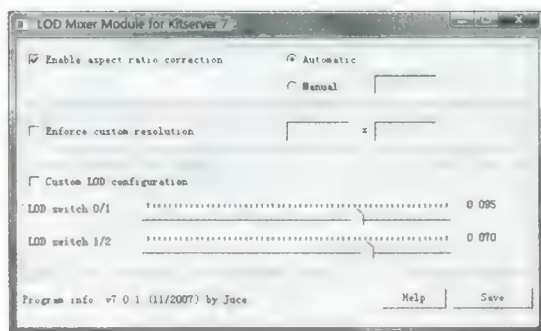 LOD Mixer Module for Kitserver 7
Enable aspect ratio correction
Automatic
Manual
Enforce custom resolution
x
Custom LOD configuration
LOD switch 0/1
0 095
LOD switch 1/2
0 070
Program info v7 0 1 (11/2007) by Juce
Help
Save